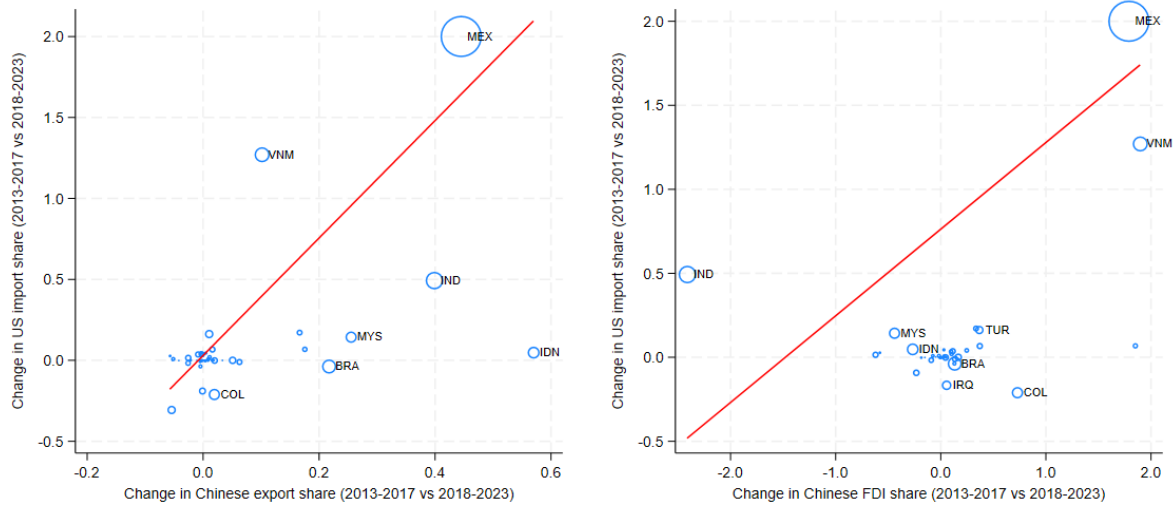 Change in US import share (2013-2017 vs 2018-2023)
2.0
1.5
1.0
0.5
0.0
-0.5
MEX
VNM
IND
MYS
IDN
BRA
COL
-0.2
0.0
0.2
0.4
0.6
Change in Chinese export share (2013-2017 vs 2018-2023)
Change in US import share (2013-2017 vs 2018-2023)
2.0
1.5
1.0
0.5
0.0
-0.5
MEX
VNM
IND
MYS
TUR
IDN
BRA
IRQ
COL
-2.0
-1.0
0.0
1.0
2.0
Change in Chinese FDI share (2013-2017 vs 2018-2023)